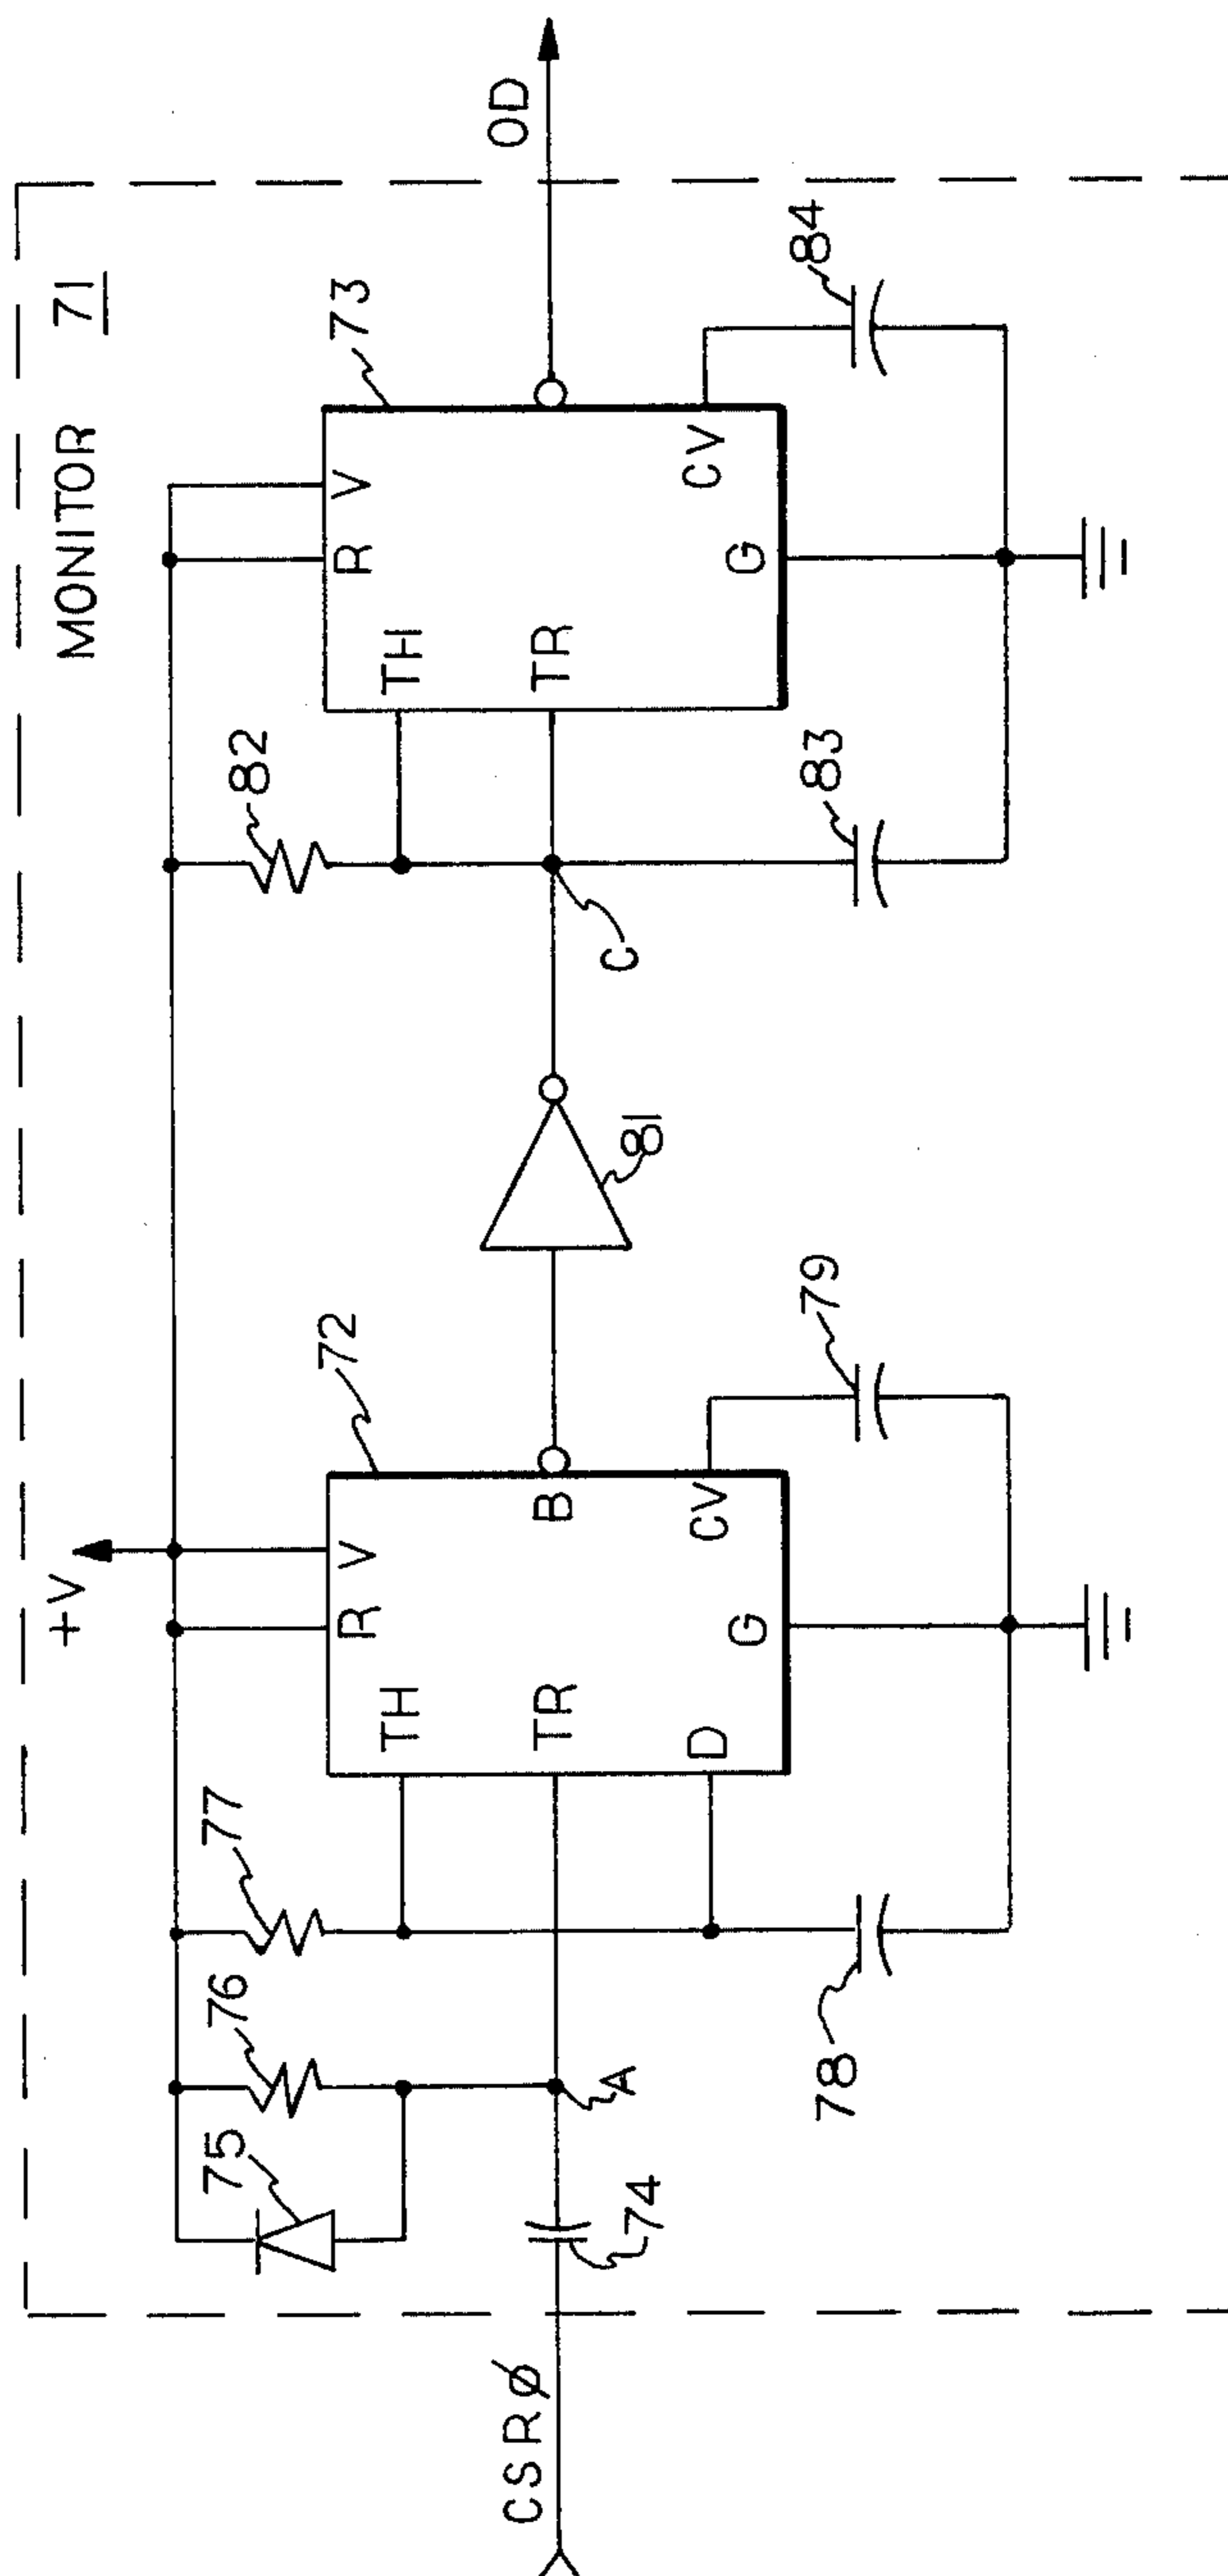 MONITOR 71
+V
CSRØ
74
A
75
76
77
78
72
TH
TR
D
R
V
B
G
CV
79
81
C
82
83
73
TH
TR
R
V
G
CV
84
OD